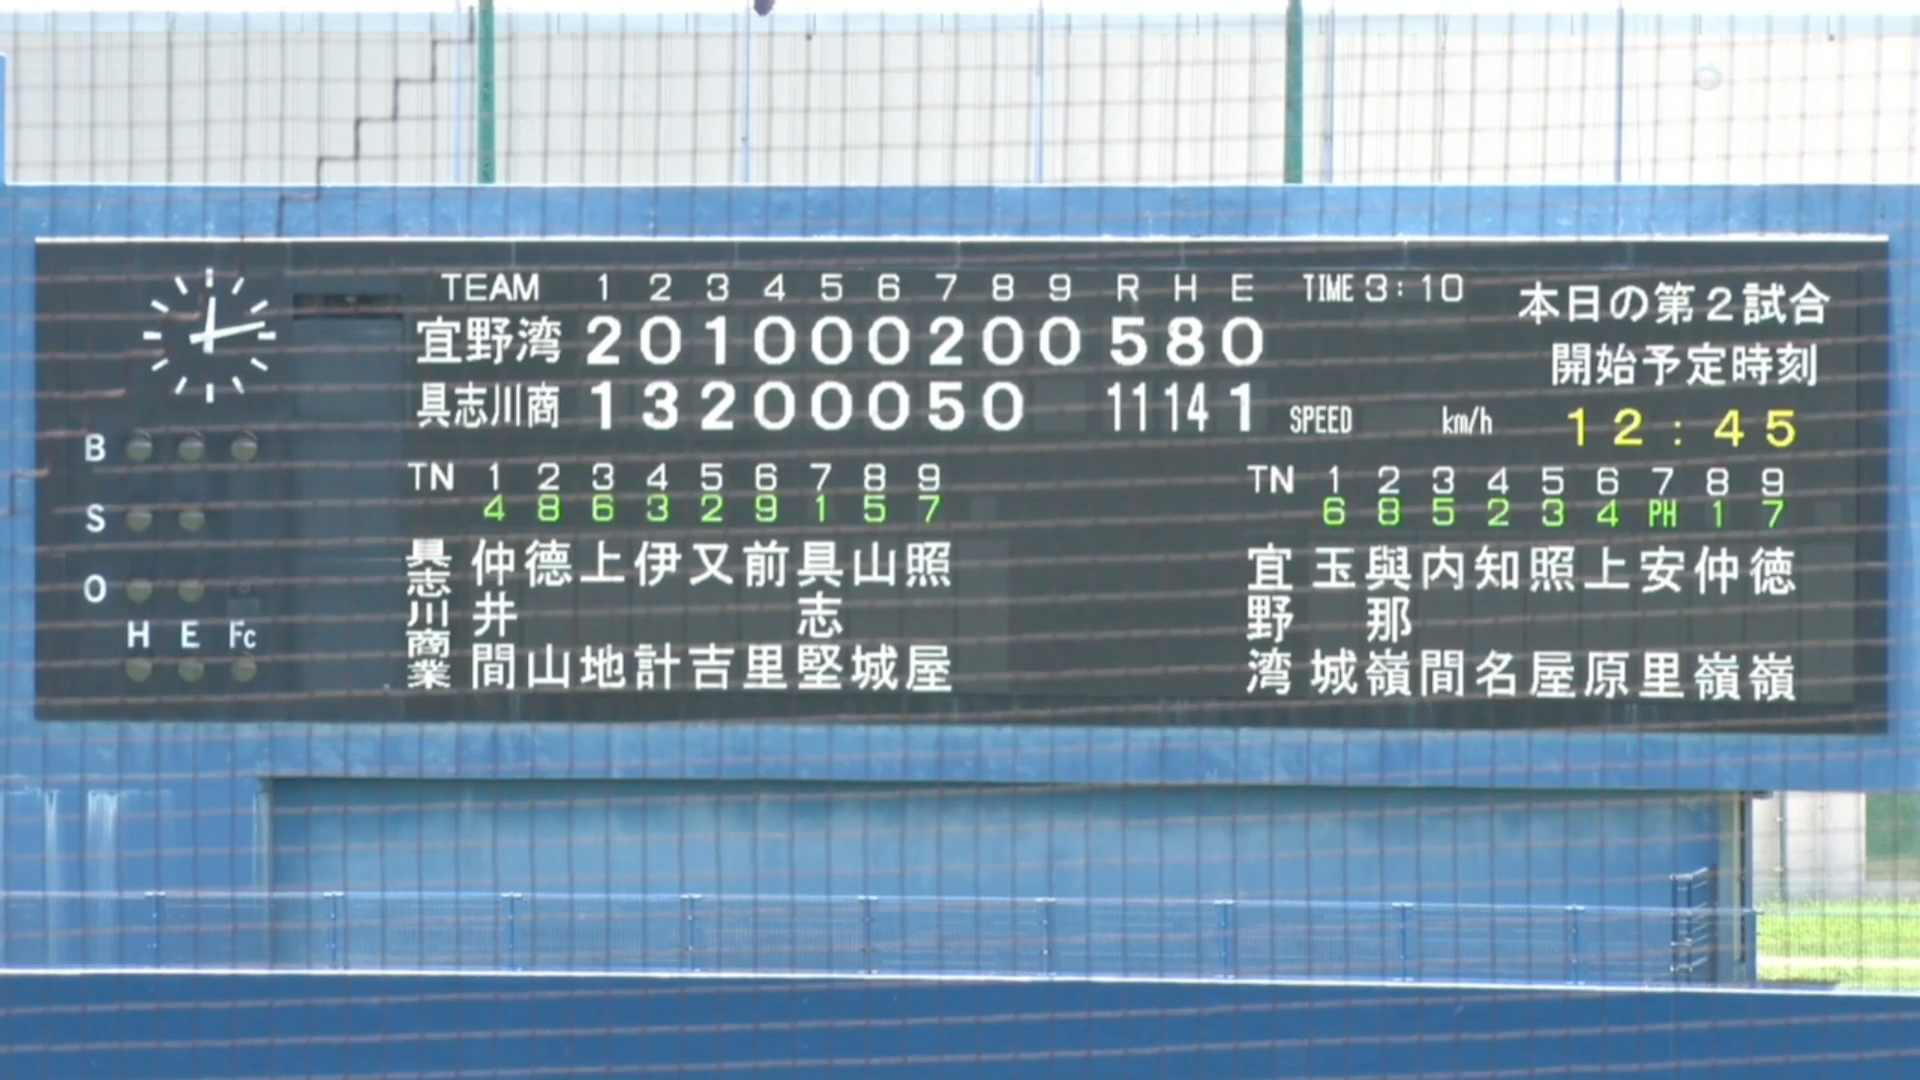 TEAM 1 2 3 4 5 6 7 8 9 R H E TIME 3:10
宜野湾 2 0 1 0 0 0 2 0 0 5 8 0
具志川商 1 3 2 0 0 0 5 0 11 14 1
本日の第2試合
開始予定時刻
12:45
SPEED km/h
B
S
O
H E Fc
TN 1 2 3 4 5 6 7 8 9
4 8 6 3 2 9 1 5 7
具志川商業
仲井間
德山
上地
伊計
又吉
前里
具志堅
山城
照屋
TN 1 2 3 4 5 6 7 8 9
6 8 5 2 3 4 PH 1 7
宜野湾
玉城
與那嶺
内間
知名
照屋
上原
安里
仲嶺
徳嶺